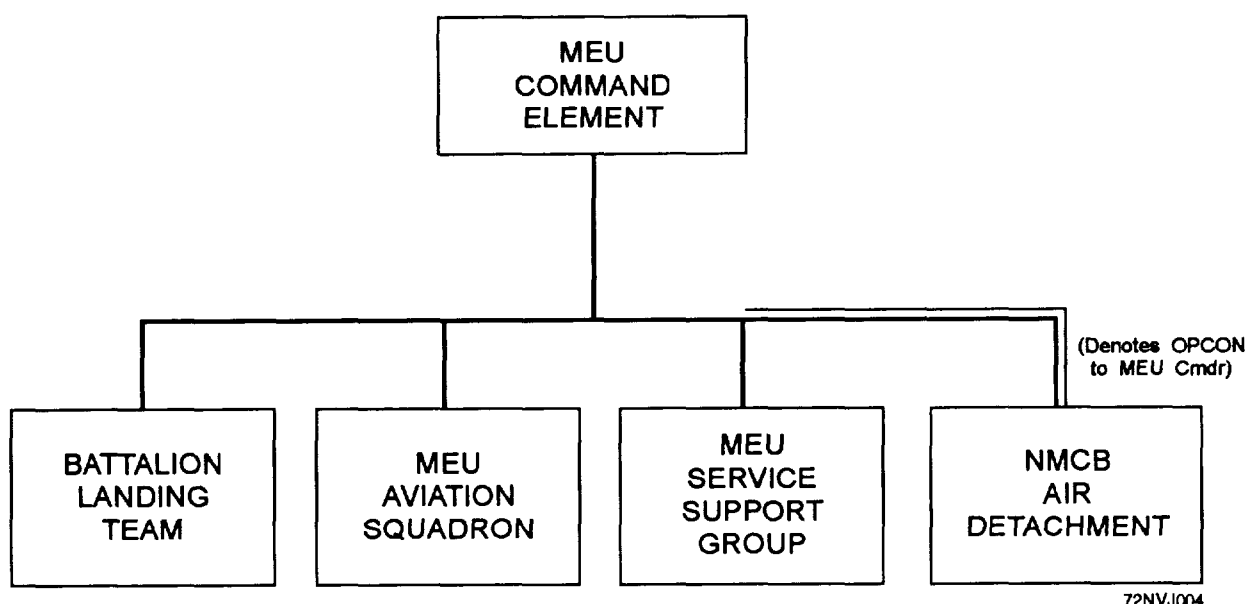 MEU
COMMAND
ELEMENT
(Denotes OPCON
to MEU Cmdr)
BATTALION
LANDING
TEAM
MEU
AVIATION
SQUADRON
MEU
SERVICE
SUPPORT
GROUP
NMCB
AIR
DETACHMENT
72NVJ004